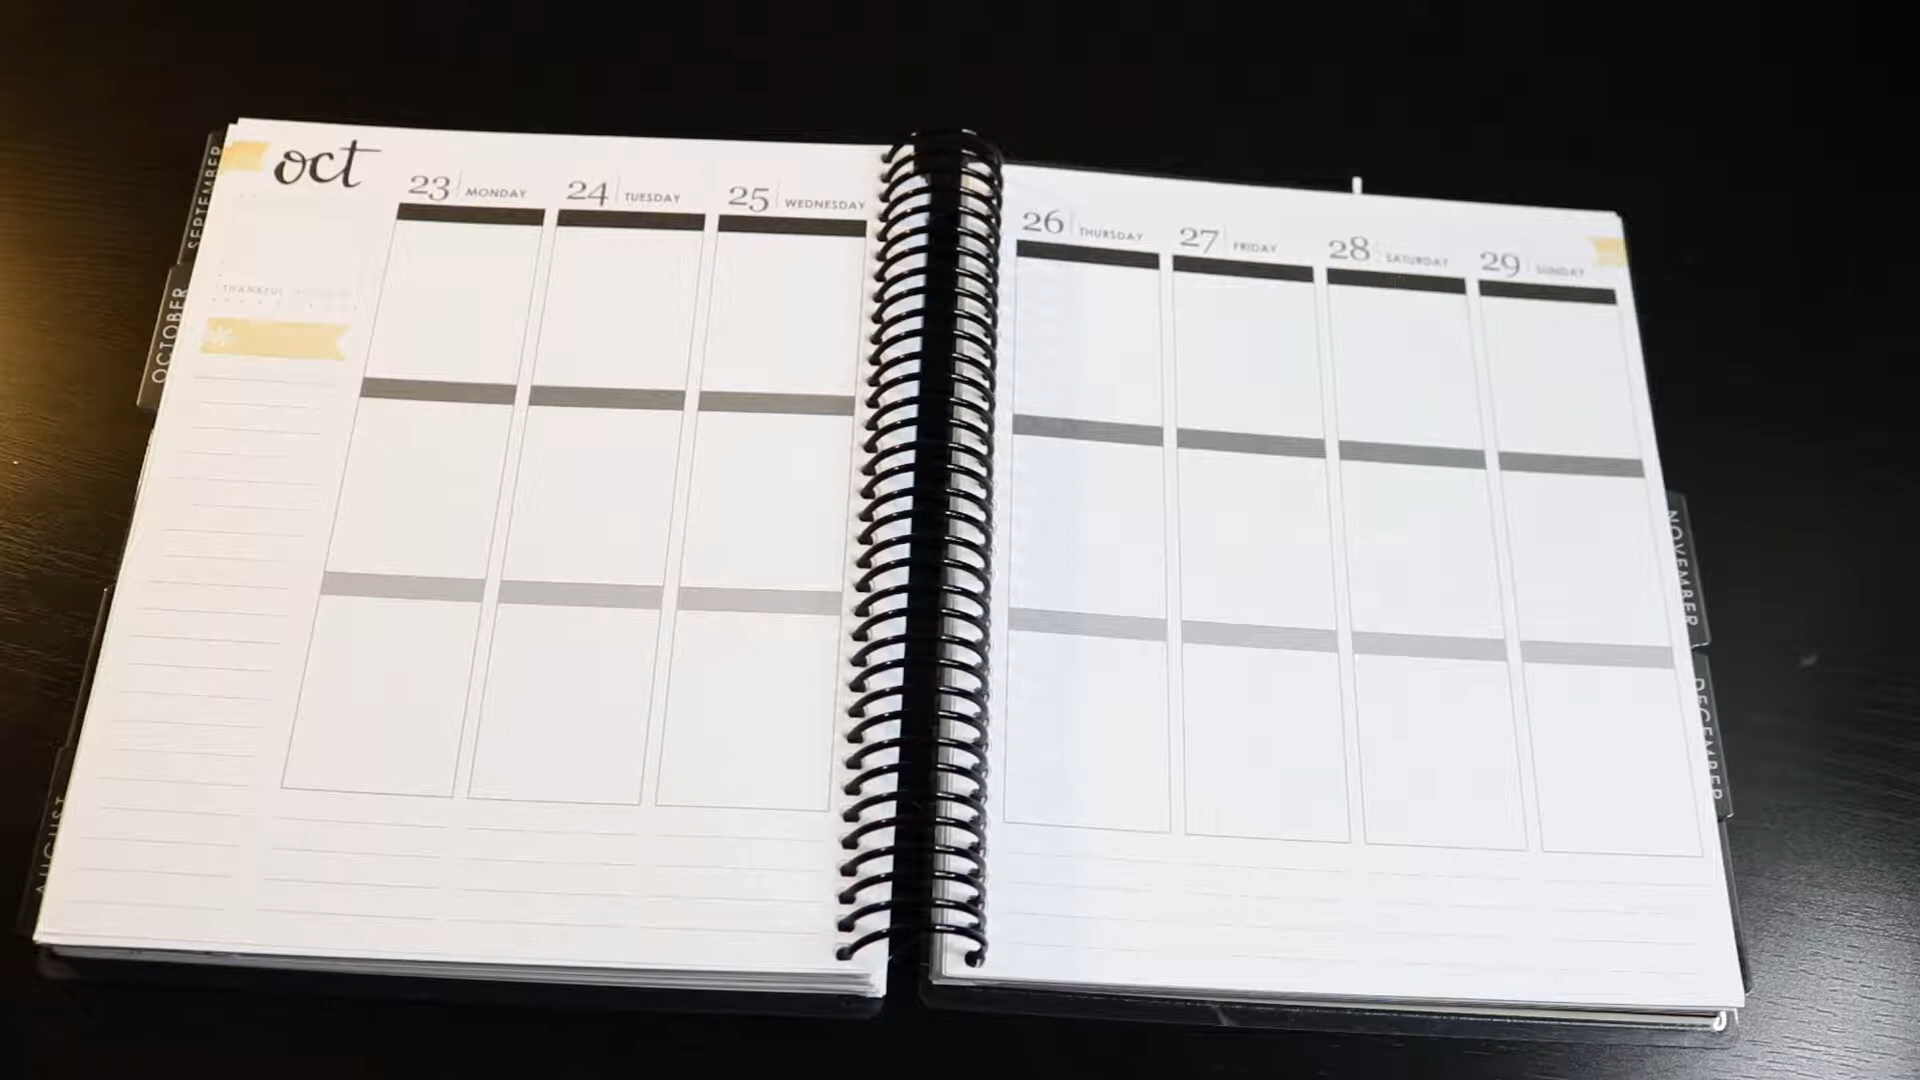 oct
23 MONDAY
24 TUESDAY
25 WEDNESDAY
26 THURSDAY
27 FRIDAY
28 SATURDAY
29 SUNDAY
THANKFUL
SEPTEMBER
OCTOBER
AUGUST
NOVEMBER
DECEMBER